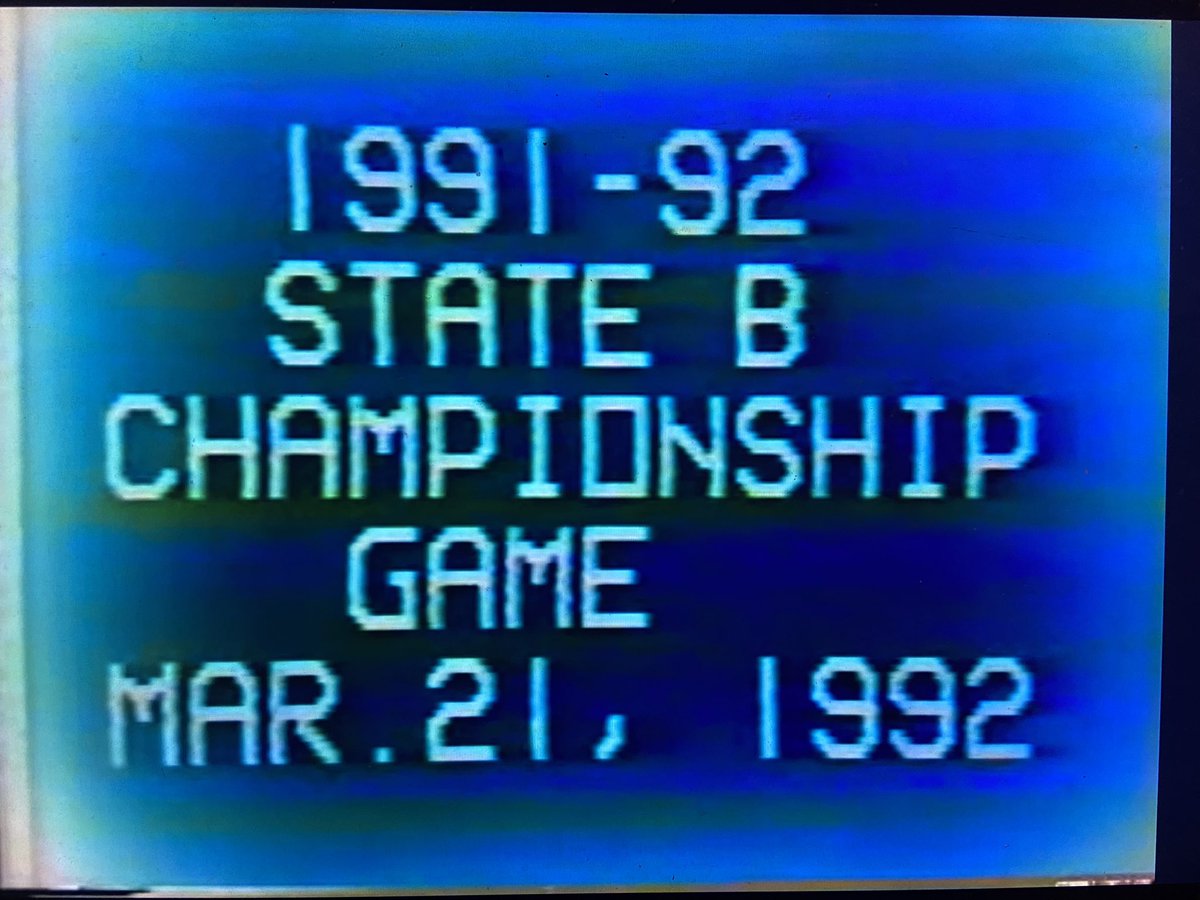 1991-92
STATE B
CHAMPIONSHIP
GAME
MAR.21, 1992